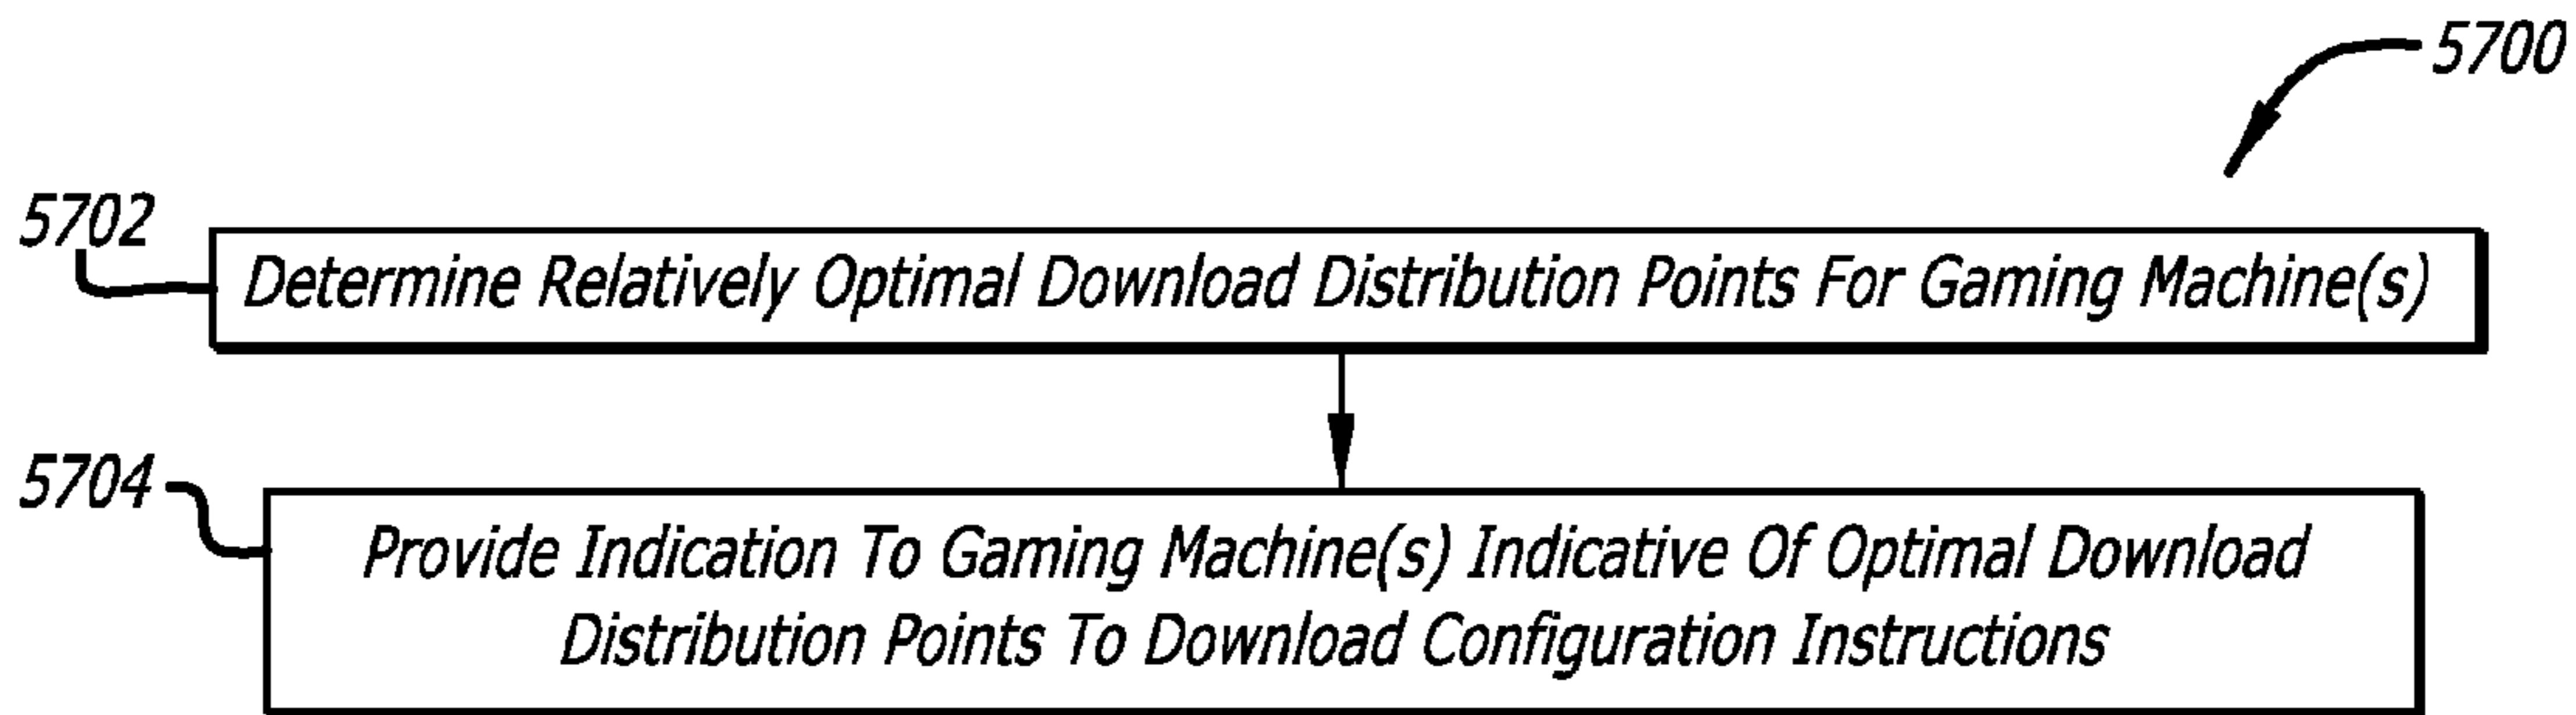 5700
5702
Determine Relatively Optimal Download Distribution Points For Gaming Machine(s)
5704
Provide Indication To Gaming Machine(s) Indicative Of Optimal Download
Distribution Points To Download Configuration Instructions